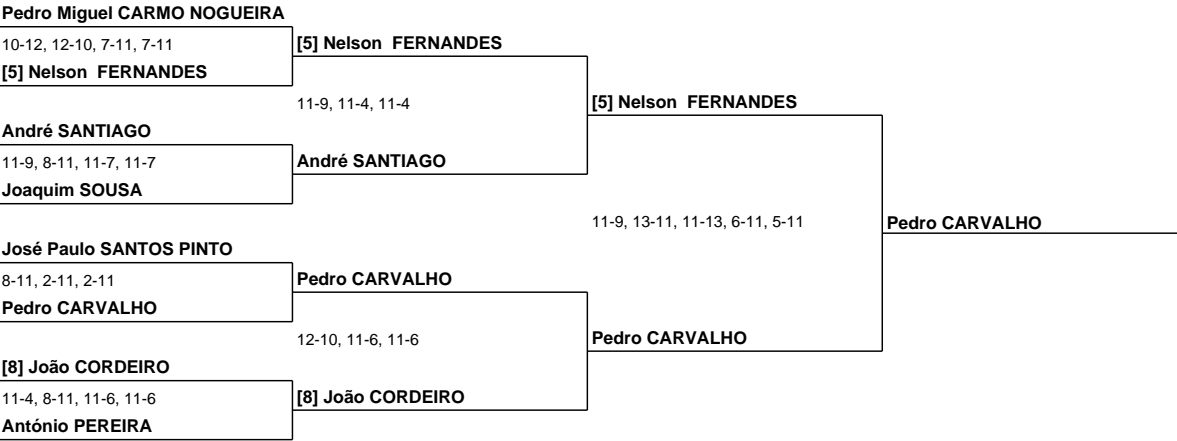 Pedro Miguel CARMO NOGUEIRA
10-12, 12-10, 7-11, 7-11
[5] Nelson FERNANDES
[5] Nelson FERNANDES
11-9, 11-4, 11-4
[5] Nelson FERNANDES
André SANTIAGO
11-9, 8-11, 11-7, 11-7
André SANTIAGO
Joaquim SOUSA
11-9, 13-11, 11-13, 6-11, 5-11
Pedro CARVALHO
José Paulo SANTOS PINTO
8-11, 2-11, 2-11
Pedro CARVALHO
Pedro CARVALHO
12-10, 11-6, 11-6
Pedro CARVALHO
[8] João CORDEIRO
11-4, 8-11, 11-6, 11-6
[8] João CORDEIRO
António PEREIRA